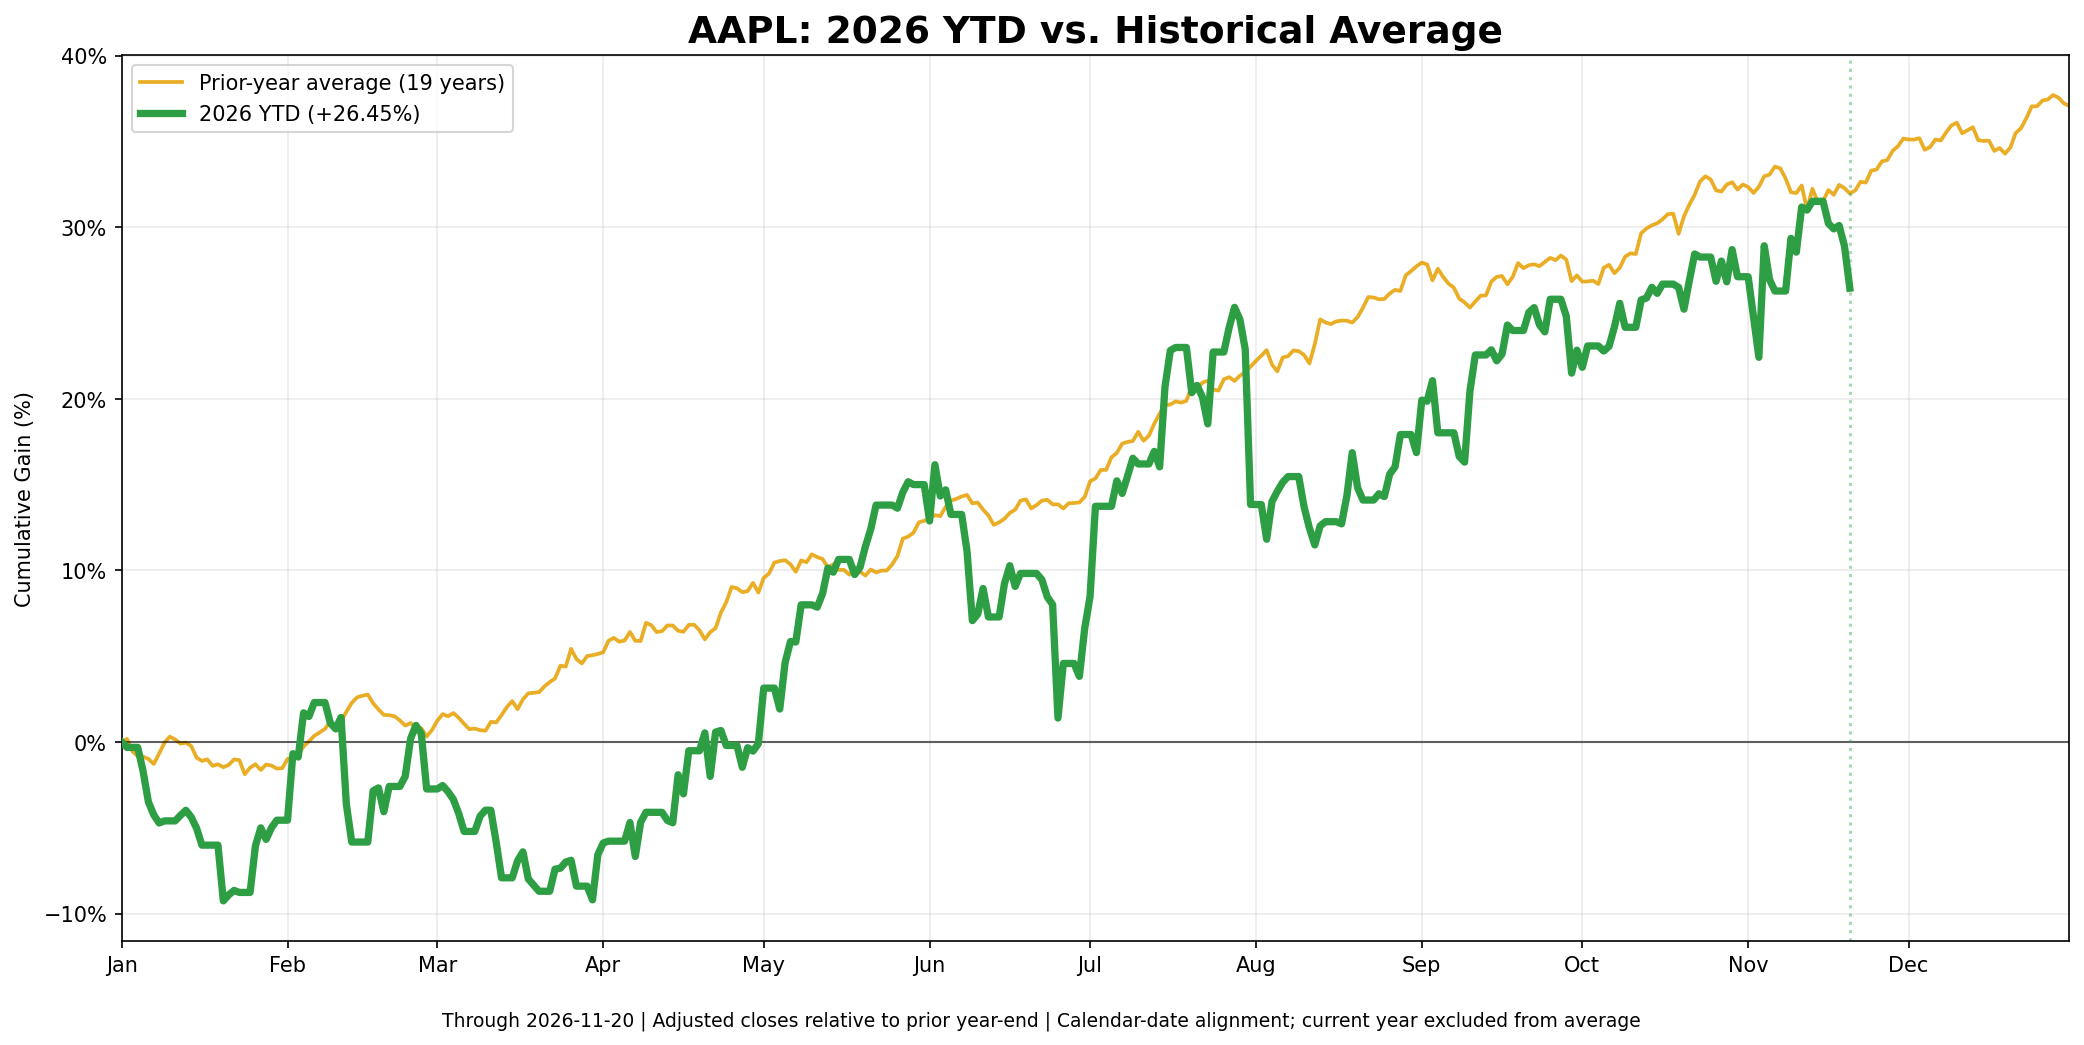 AAPL: 2026 YTD vs. Historical Average
Prior-year average (19 years)
2026 YTD (+26.45%)
Cumulative Gain (%)
40%
30%
20%
10%
0%
−10%
Jan Feb Mar Apr May Jun Jul Aug Sep Oct Nov Dec
Through 2026-11-20 | Adjusted closes relative to prior year-end | Calendar-date alignment; current year excluded from average